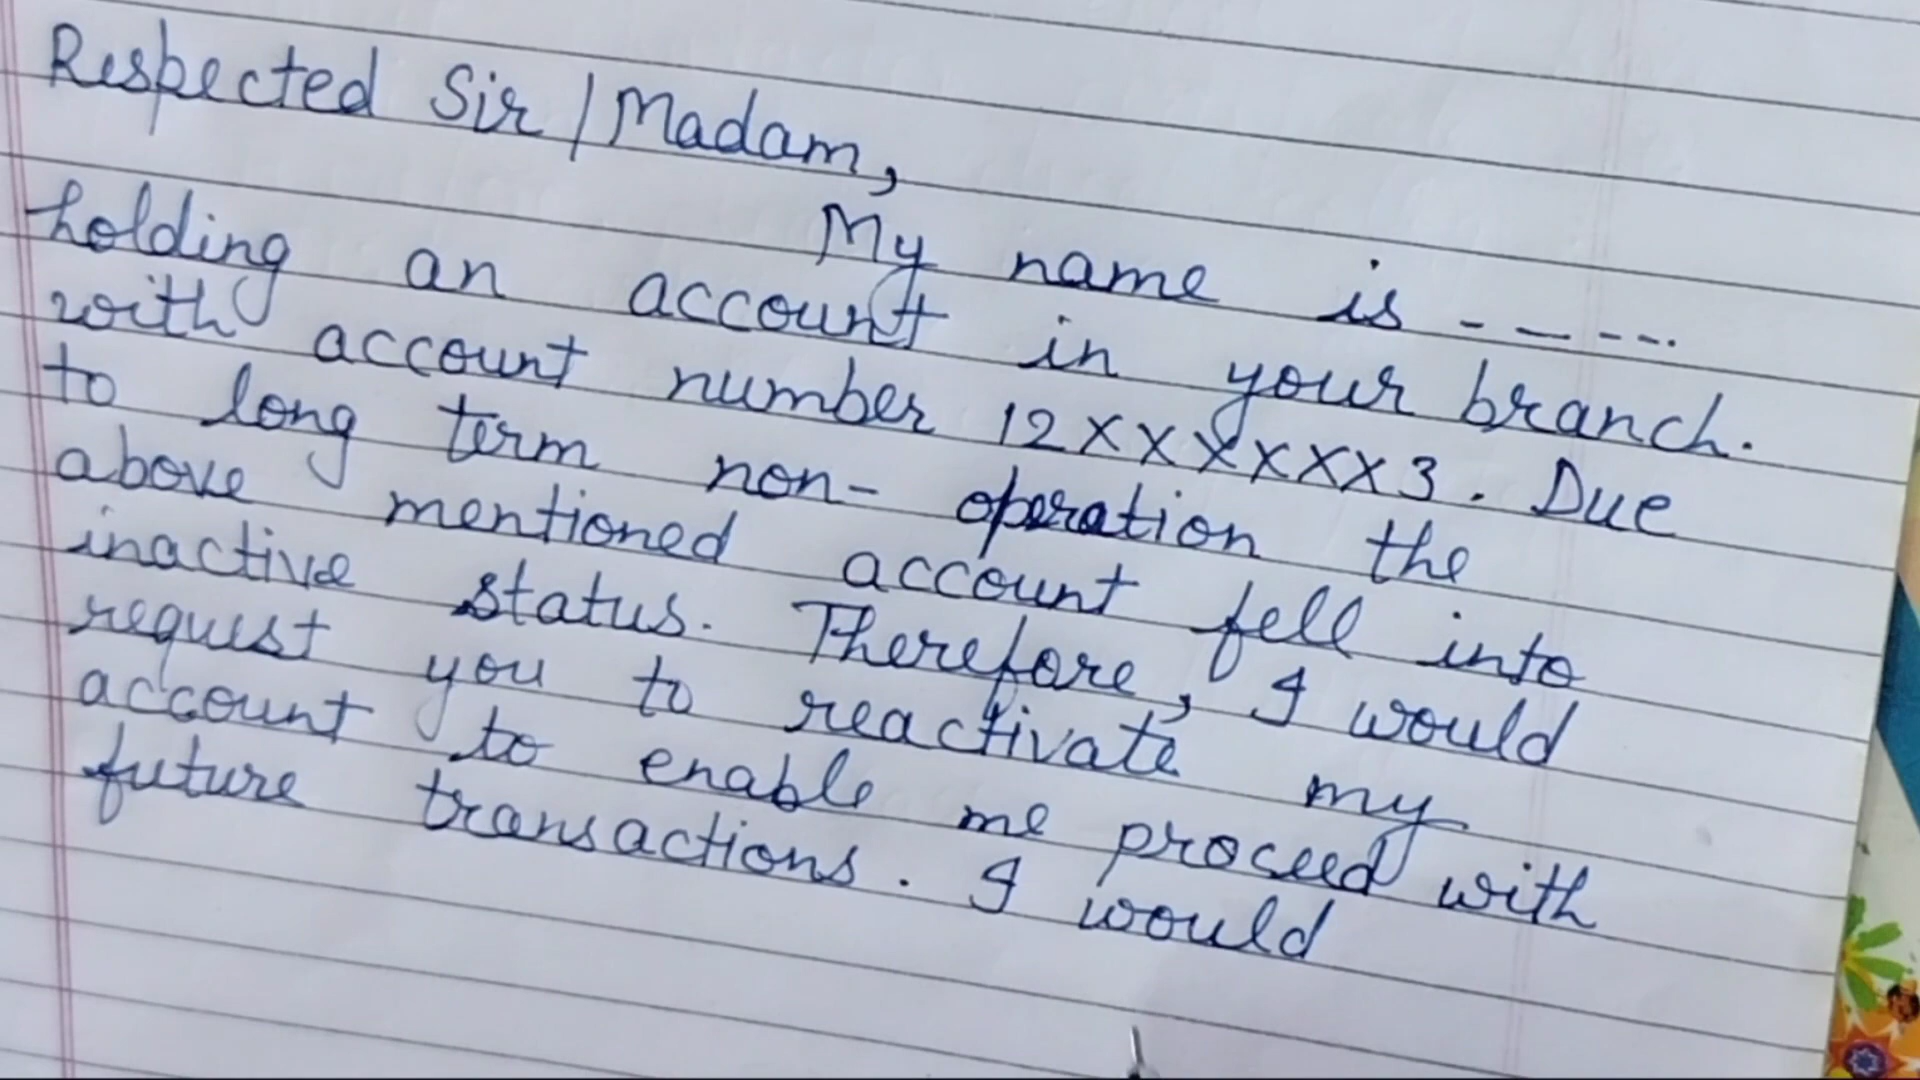 Respected Sir/Madam,
My name is - - - - -.
holding an account in your branch.
with account number 12XXXXXXX3. Due
to long term non- operation the
above mentioned account fell into
inactive status. Therefore, I would
request you to reactivate my
account to enable me proceed with
future transactions. I would